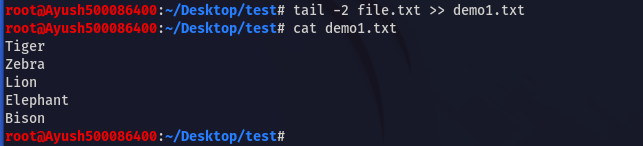 root@Ayush500086400:~/Desktop/test# tail -2 file.txt >> demo1.txt
root@Ayush500086400:~/Desktop/test# cat demo1.txt
Tiger
Zebra
Lion
Elephant
Bison
root@Ayush500086400:~/Desktop/test#